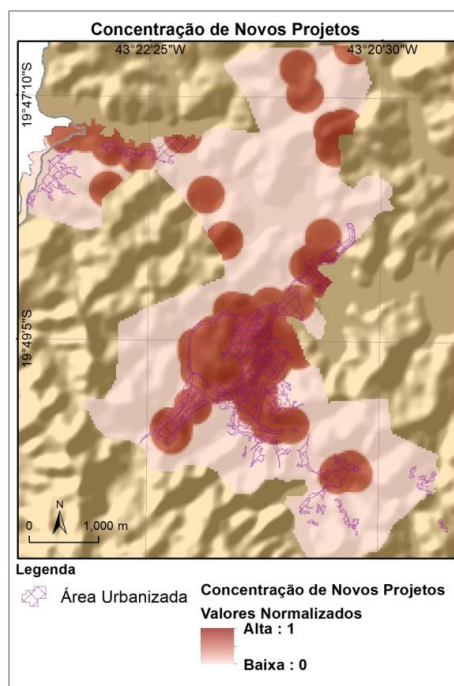 Concentração de Novos Projetos
43°22'25"W 43°20'30"W
19°47'10"S
19°49'5"S
N
0 1,000 m
Legenda
Área Urbanizada
Concentração de Novos Projetos
Valores Normalizados
Alta : 1
Baixa : 0